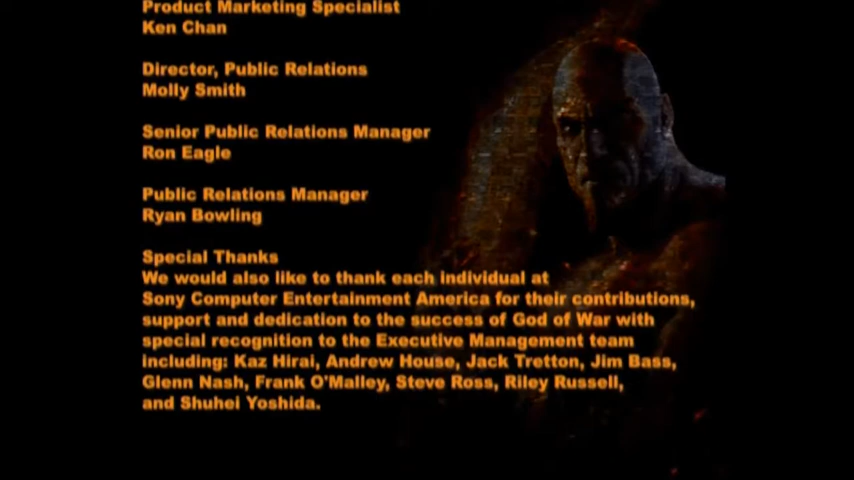 Product Marketing Specialist
Ken Chan
Director, Public Relations
Molly Smith
Senior Public Relations Manager
Ron Eagle
Public Relations Manager
Ryan Bowling
Special Thanks
We would also like to thank each individual at
Sony Computer Entertainment America for their contributions,
support and dedication to the success of God of War with
special recognition to the Executive Management team
including: Kaz Hirai, Andrew House, Jack Tretton, Jim Bass,
Glenn Nash, Frank O'Malley, Steve Ross, Riley Russell,
and Shuhei Yoshida.